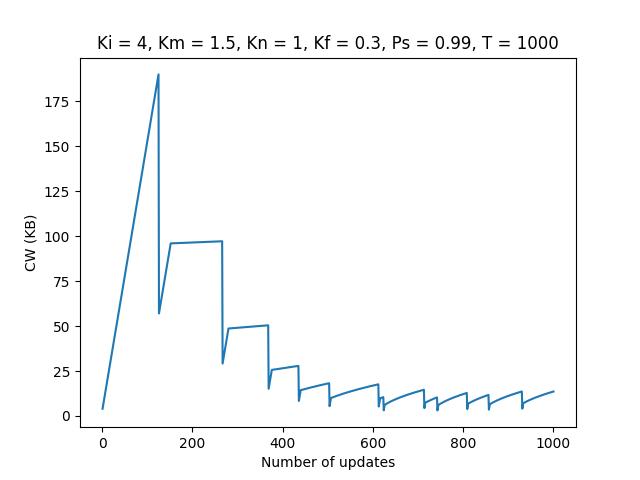 Ki = 4, Km = 1.5, Kn = 1, Kf = 0.3, Ps = 0.99, T = 1000
175
150
125
100
75
50
25
0
CW (KB)
0 200 400 600 800 1000
Number of updates